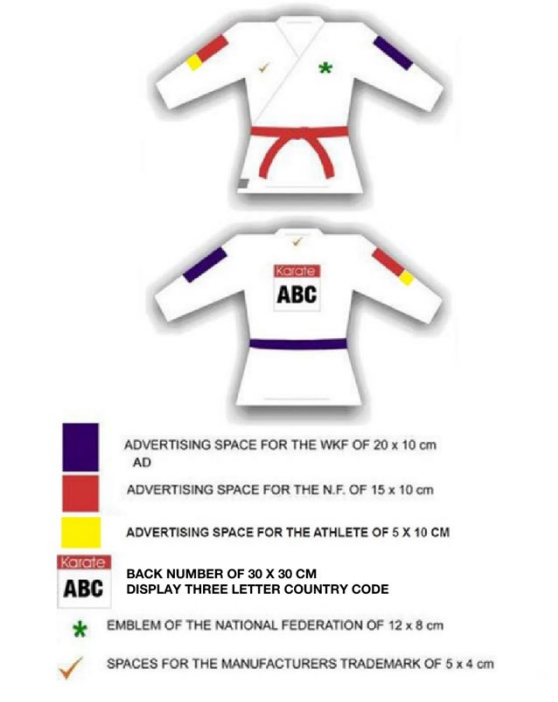 Karate
ABC
ADVERTISING SPACE FOR THE WKF OF 20 x 10 cm
AD
ADVERTISING SPACE FOR THE N.F. OF 15 x 10 cm
ADVERTISING SPACE FOR THE ATHLETE OF 5 X 10 CM
Karate
ABC
BACK NUMBER OF 30 X 30 CM
DISPLAY THREE LETTER COUNTRY CODE
EMBLEM OF THE NATIONAL FEDERATION OF 12 x 8 cm
SPACES FOR THE MANUFACTURERS TRADEMARK OF 5 x 4 cm